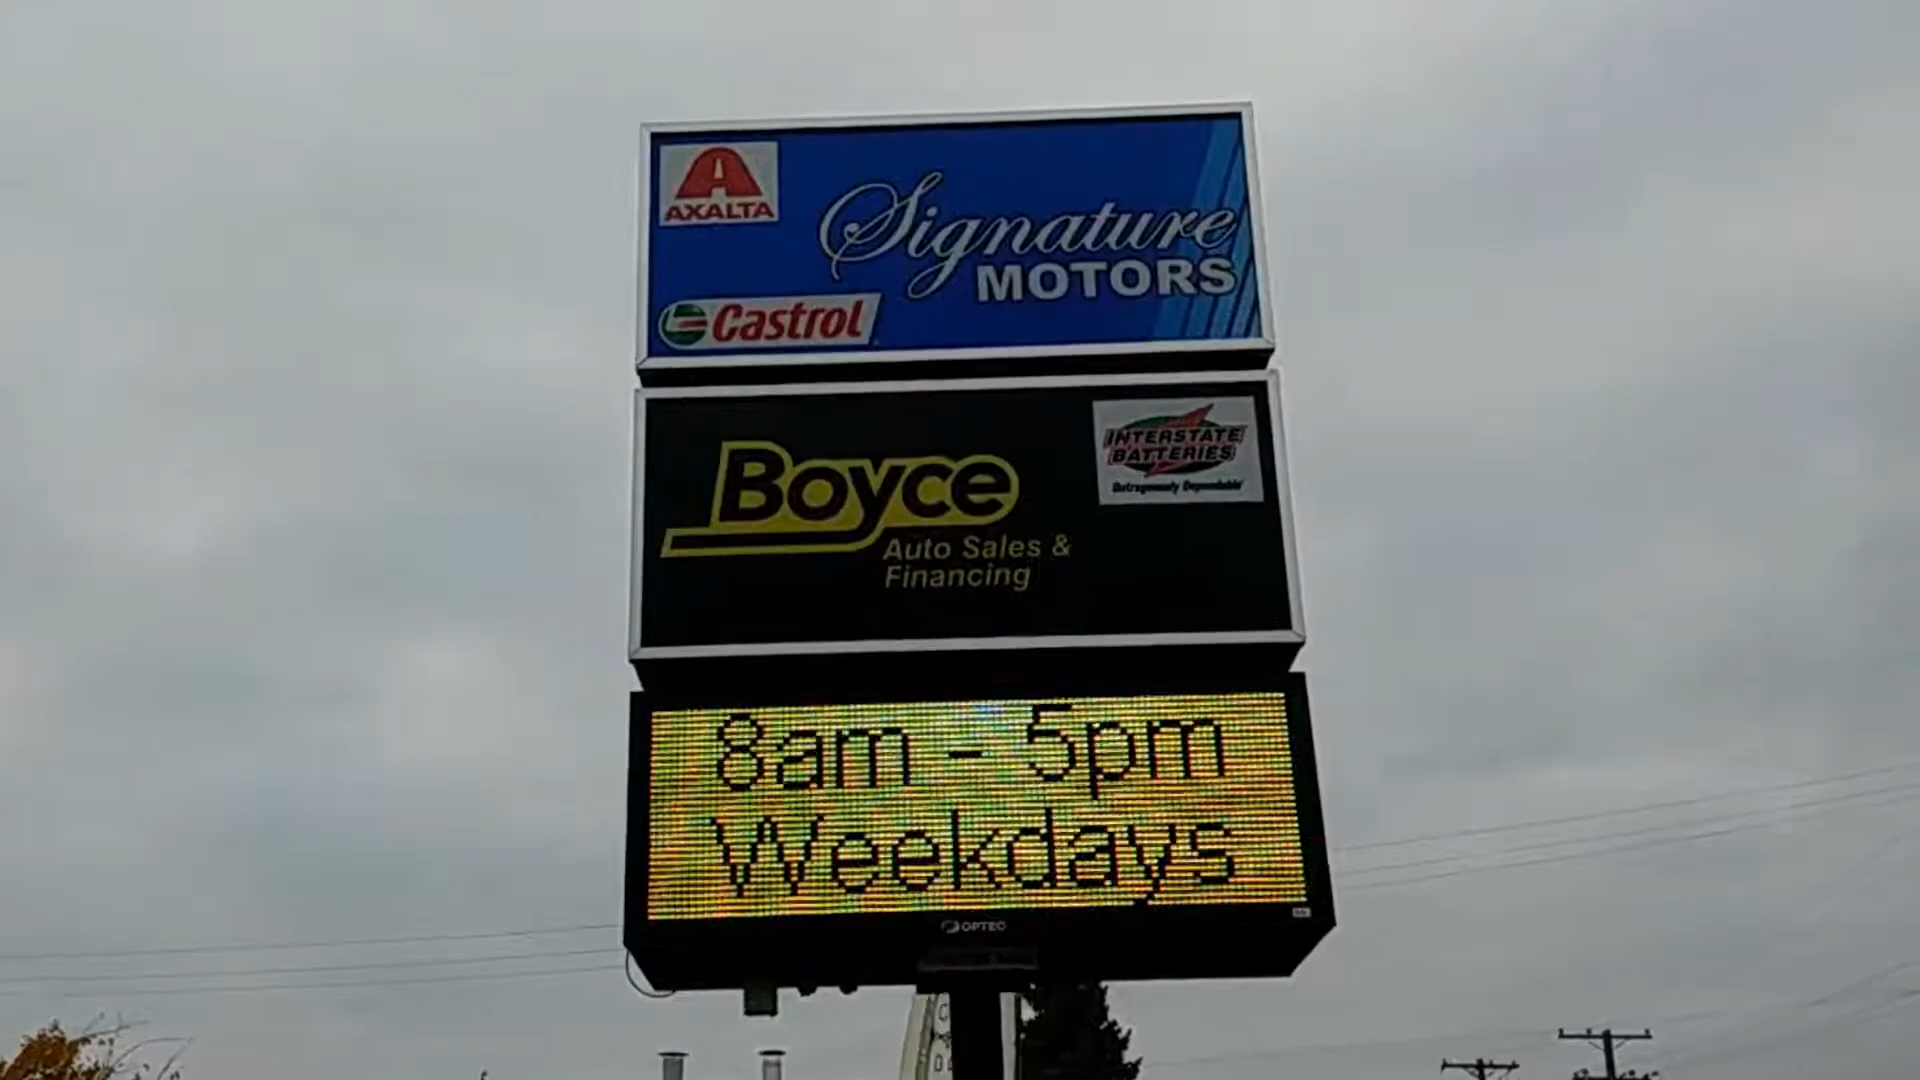 AXALTA
Signature
MOTORS
Castrol
INTERSTATE
BATTERIES
Outrageously Dependable
Boyce
Auto Sales &
Financing
8am - 5pm
Weekdays
OPTEC